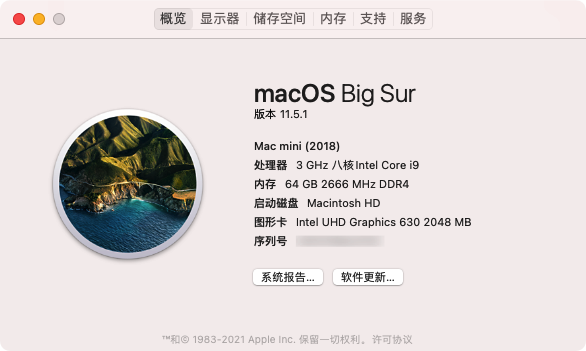 概览 显示器 储存空间 内存 支持 服务
macOS Big Sur
版本 11.5.1
Mac mini (2018)
处理器 3 GHz 八核Intel Core i9
内存 64 GB 2666 MHz DDR4
启动磁盘 Macintosh HD
图形卡 Intel UHD Graphics 630 2048 MB
序列号
系统报告... 软件更新...
™和© 1983-2021 Apple Inc. 保留一切权利。许可协议